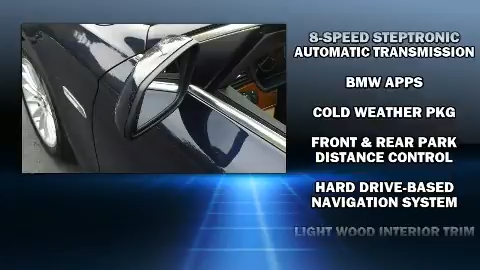 8-SPEED STEPTRONIC
AUTOMATIC TRANSMISSION
BMW APPS
COLD WEATHER PKG
FRONT & REAR PARK
DISTANCE CONTROL
HARD DRIVE-BASED
NAVIGATION SYSTEM
LIGHT WOOD INTERIOR TRIM